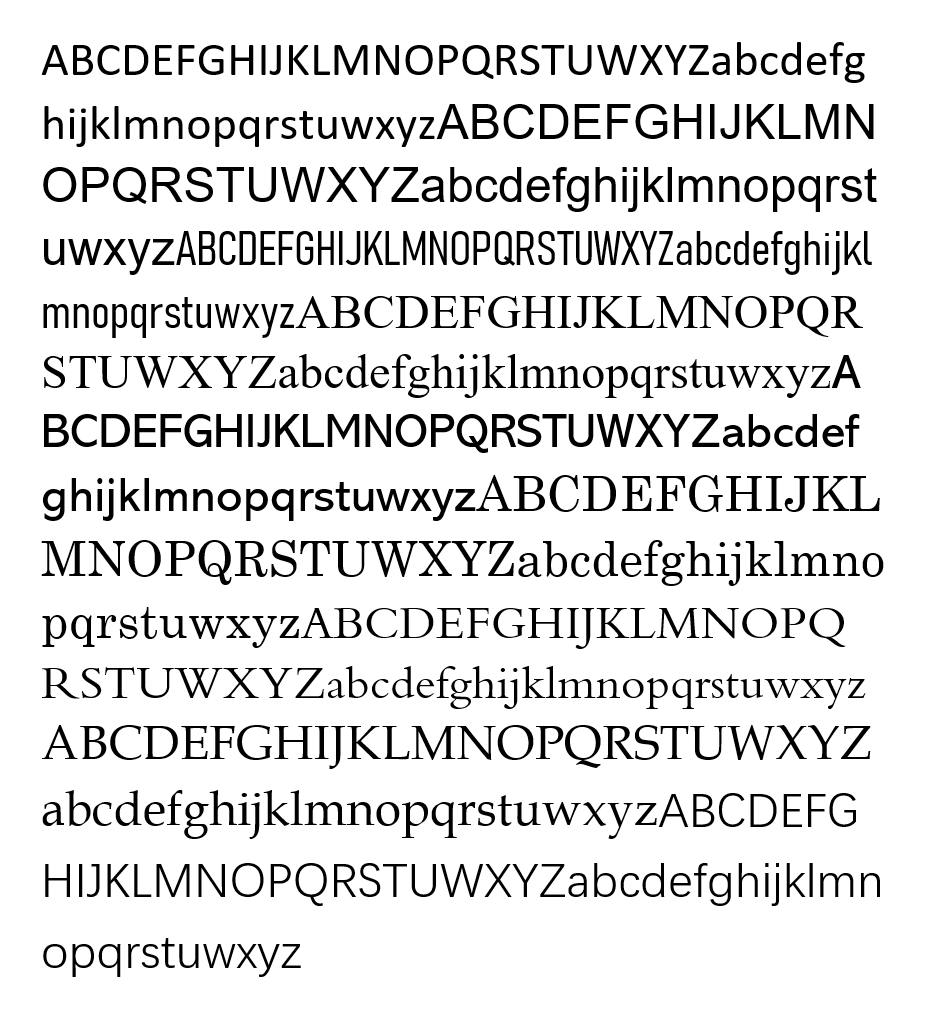 ABCDEFGHIJKLMNOPQRSTUWXYZabcdefg
hijklmnopqrstuwxyzABCDEFGHIJKLMN
OPQRSTUWXYZabcdefghijklmnopqrst
uwxyzABCDEFGHIJKLMNOPQRSTUWXYZabcdefghijkl
mnopqrstuwxyzABCDEFGHIJKLMNOPQR
STUWXYZabcdefghijklmnopqrstuwxyzA
BCDEFGHIJKLMNOPQRSTUWXYZabcdef
ghijklmnopqrstuwxyzABCDEFGHIJKL
MNOPQRSTUWXYZabcdefghijklmno
pqrstuwxyzABCDEFGHIJKLMNOPQ
RSTUWXYZabcdefghijklmnopqrstuwxyz
ABCDEFGHIJKLMNOPQRSTUWXYZ
abcdefghijklmnopqrstuwxyzABCDEFG
HIJKLMNOPQRSTUWXYZabcdefghijklmn
opqrstuwxyz